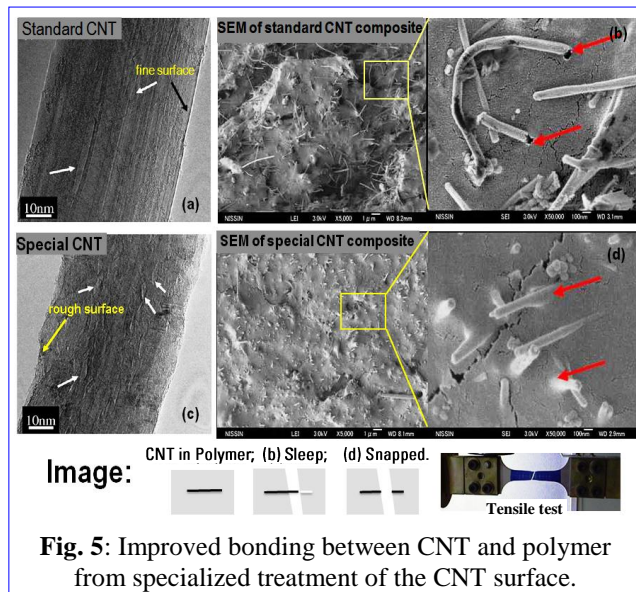 Standard CNT
fine surface
10nm
(a)
SEM of standard CNT composite
(b)
NISSIN LEI 3.0kV X5,000 1μm WD 8.2mm
NISSIN SEI 3.0kV X50,000 100nm WD 3.1mm
Special CNT
rough surface
10nm
(c)
SEM of special CNT composite
(d)
NISSIN LEI 3.0kV X5,000 1μm WD 8.1mm
NISSIN SEI 3.0kV X50,000 100nm WD 2.9mm
Image:
CNT in Polymer; (b) Sleep; (d) Snapped.
Tensile test
Fig. 5: Improved bonding between CNT and polymer
from specialized treatment of the CNT surface.